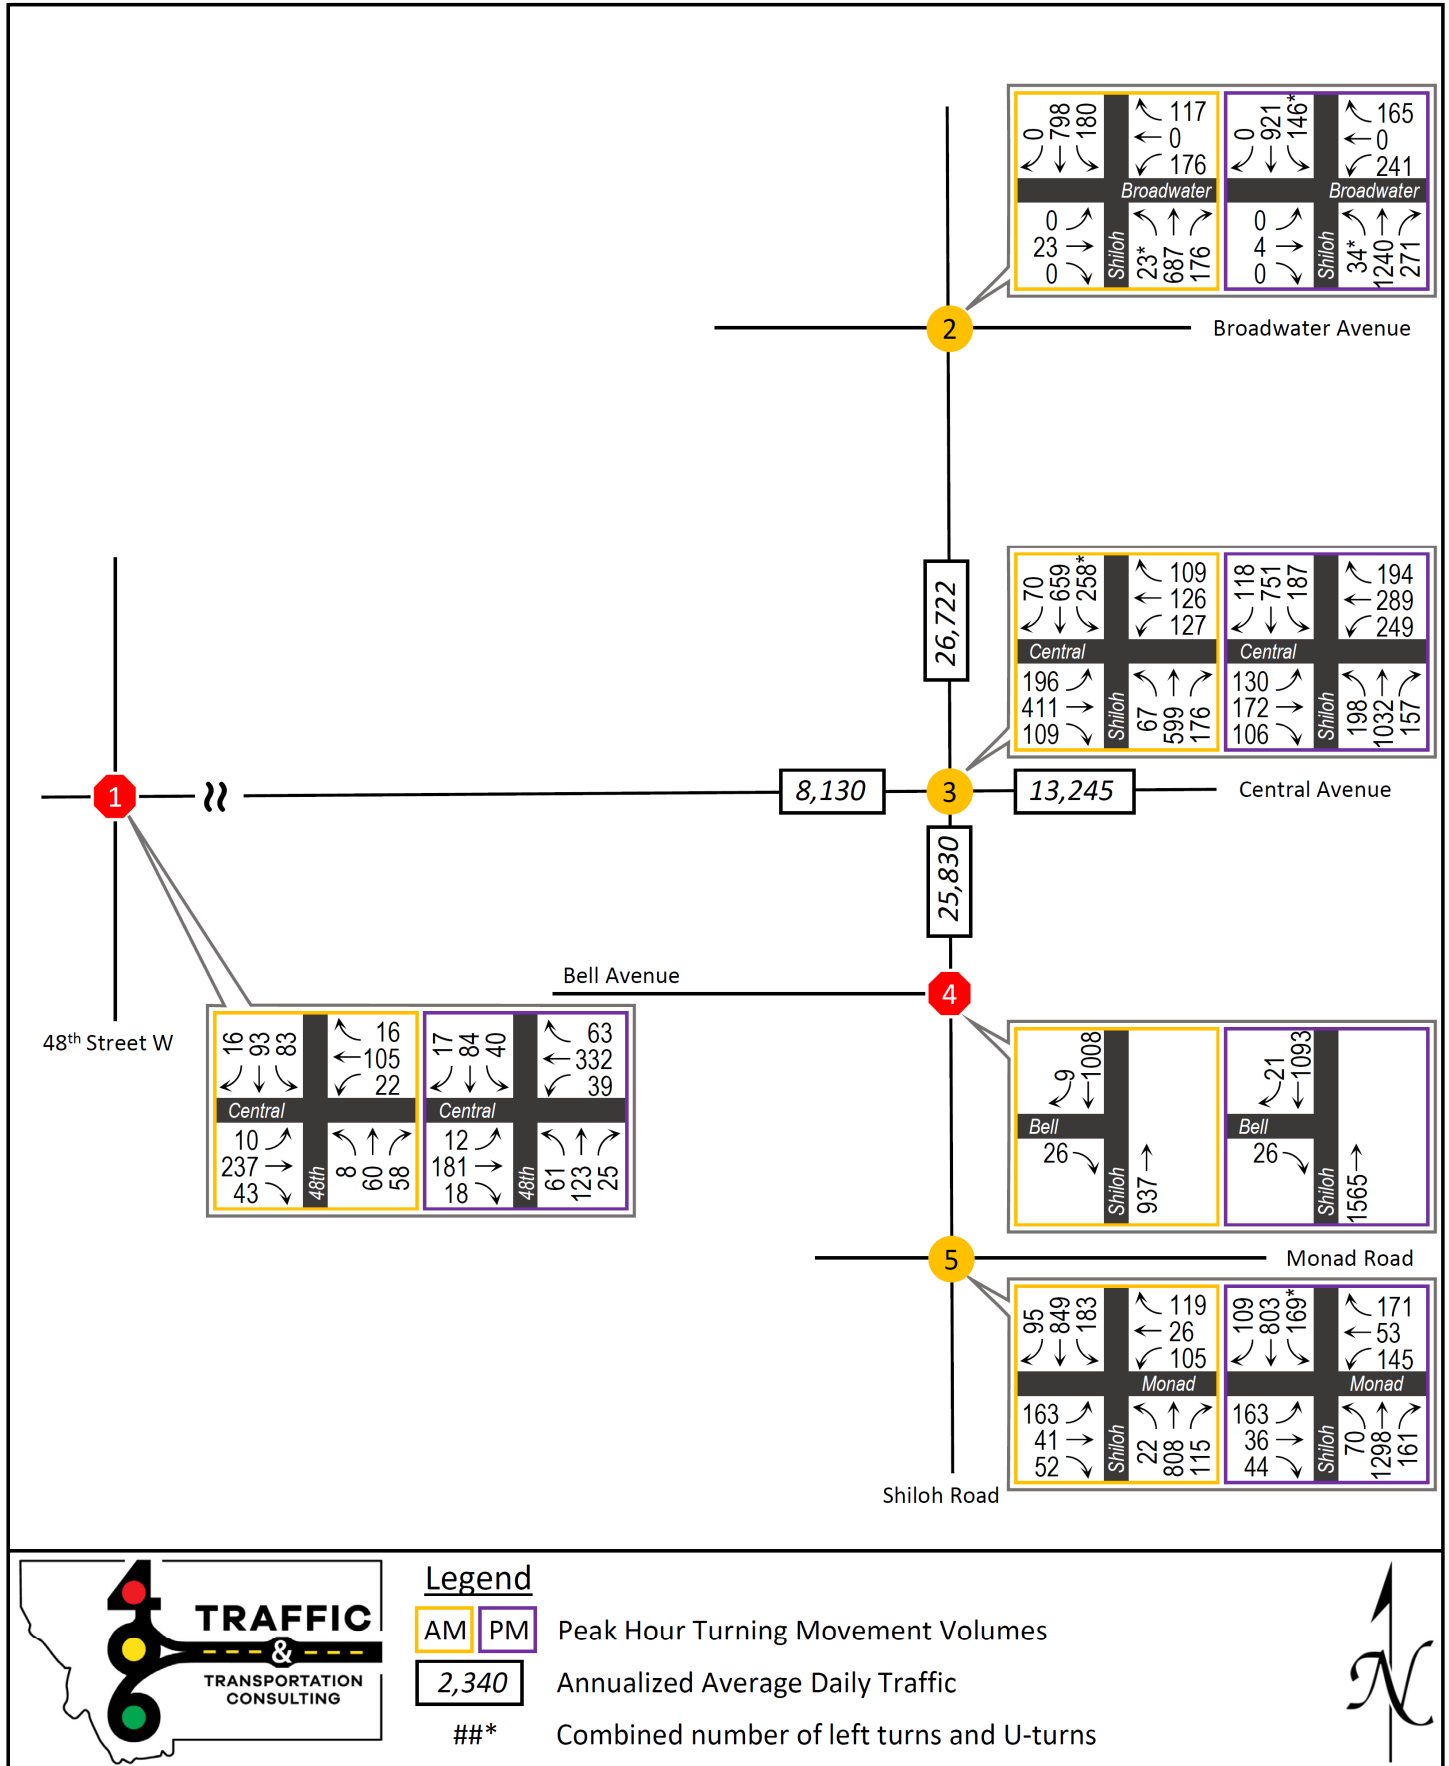 0 798 180
117
0
176
Broadwater
0
23
0
Shiloh
23* 687 176
0 921 146*
165
0
241
Broadwater
0
4
0
Shiloh
34* 1240 271
2
Broadwater Avenue
26,722
70 659 258*
109
126
127
Central
196
411
109
Shiloh
67 599 176
118 751 187
194
289
249
Central
130
172
106
Shiloh
198 1032 157
1
8,130
3
13,245
Central Avenue
25,830
Bell Avenue
4
48th Street W
16 93 83
16
105
22
Central
10
237
43
48th
8 60 58
17 84 40
63
332
39
Central
12
181
18
48th
61 123 25
9 1008
Bell
26
Shiloh
937
21 1093
Bell
26
Shiloh
1565
5
Monad Road
95 849 183
119
26
105
Monad
163
41
52
Shiloh
22 808 115
109 803 169*
171
53
145
Monad
163
36
44
Shiloh
70 1298 161
Shiloh Road
406
TRAFFIC
&
TRANSPORTATION
CONSULTING
Legend
AM PM Peak Hour Turning Movement Volumes
2,340 Annualized Average Daily Traffic
##* Combined number of left turns and U-turns
N